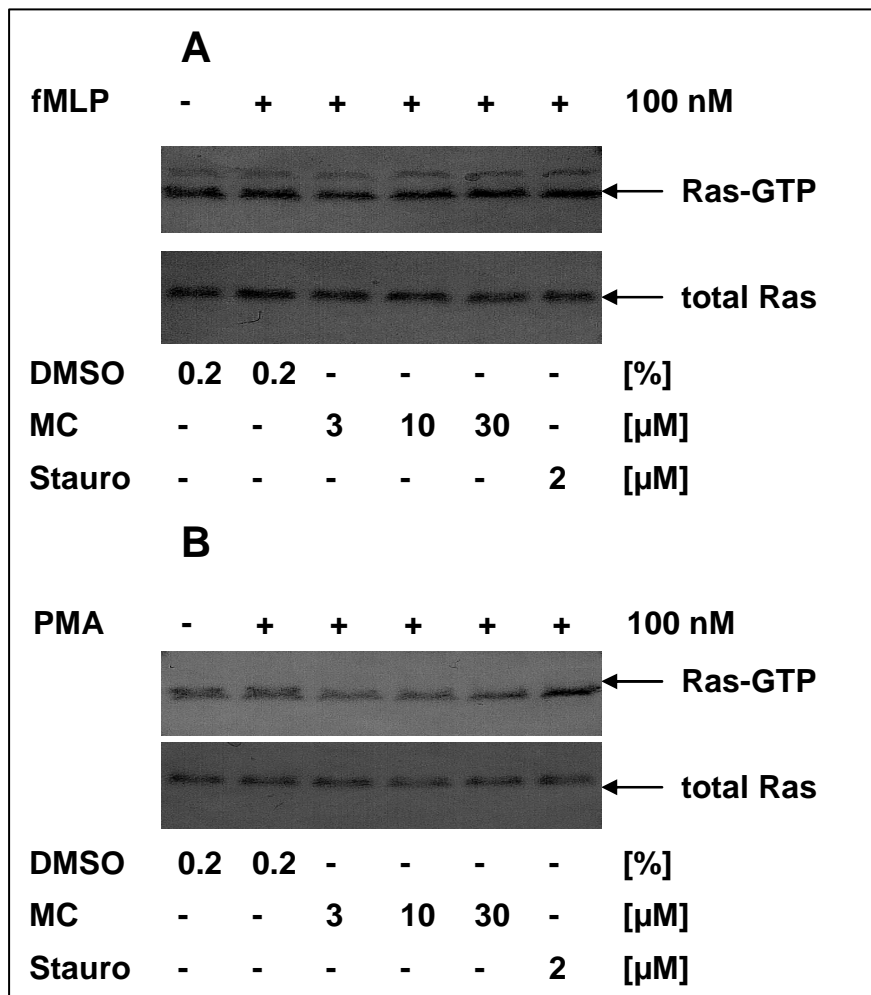 A
fMLP - + + + + + 100 nM
Ras-GTP
total Ras
DMSO 0.2 0.2 - - - - [%]
MC - - 3 10 30 - [µM]
Stauro - - - - - 2 [µM]
B
PMA - + + + + + 100 nM
Ras-GTP
total Ras
DMSO 0.2 0.2 - - - - [%]
MC - - 3 10 30 - [µM]
Stauro - - - - - 2 [µM]